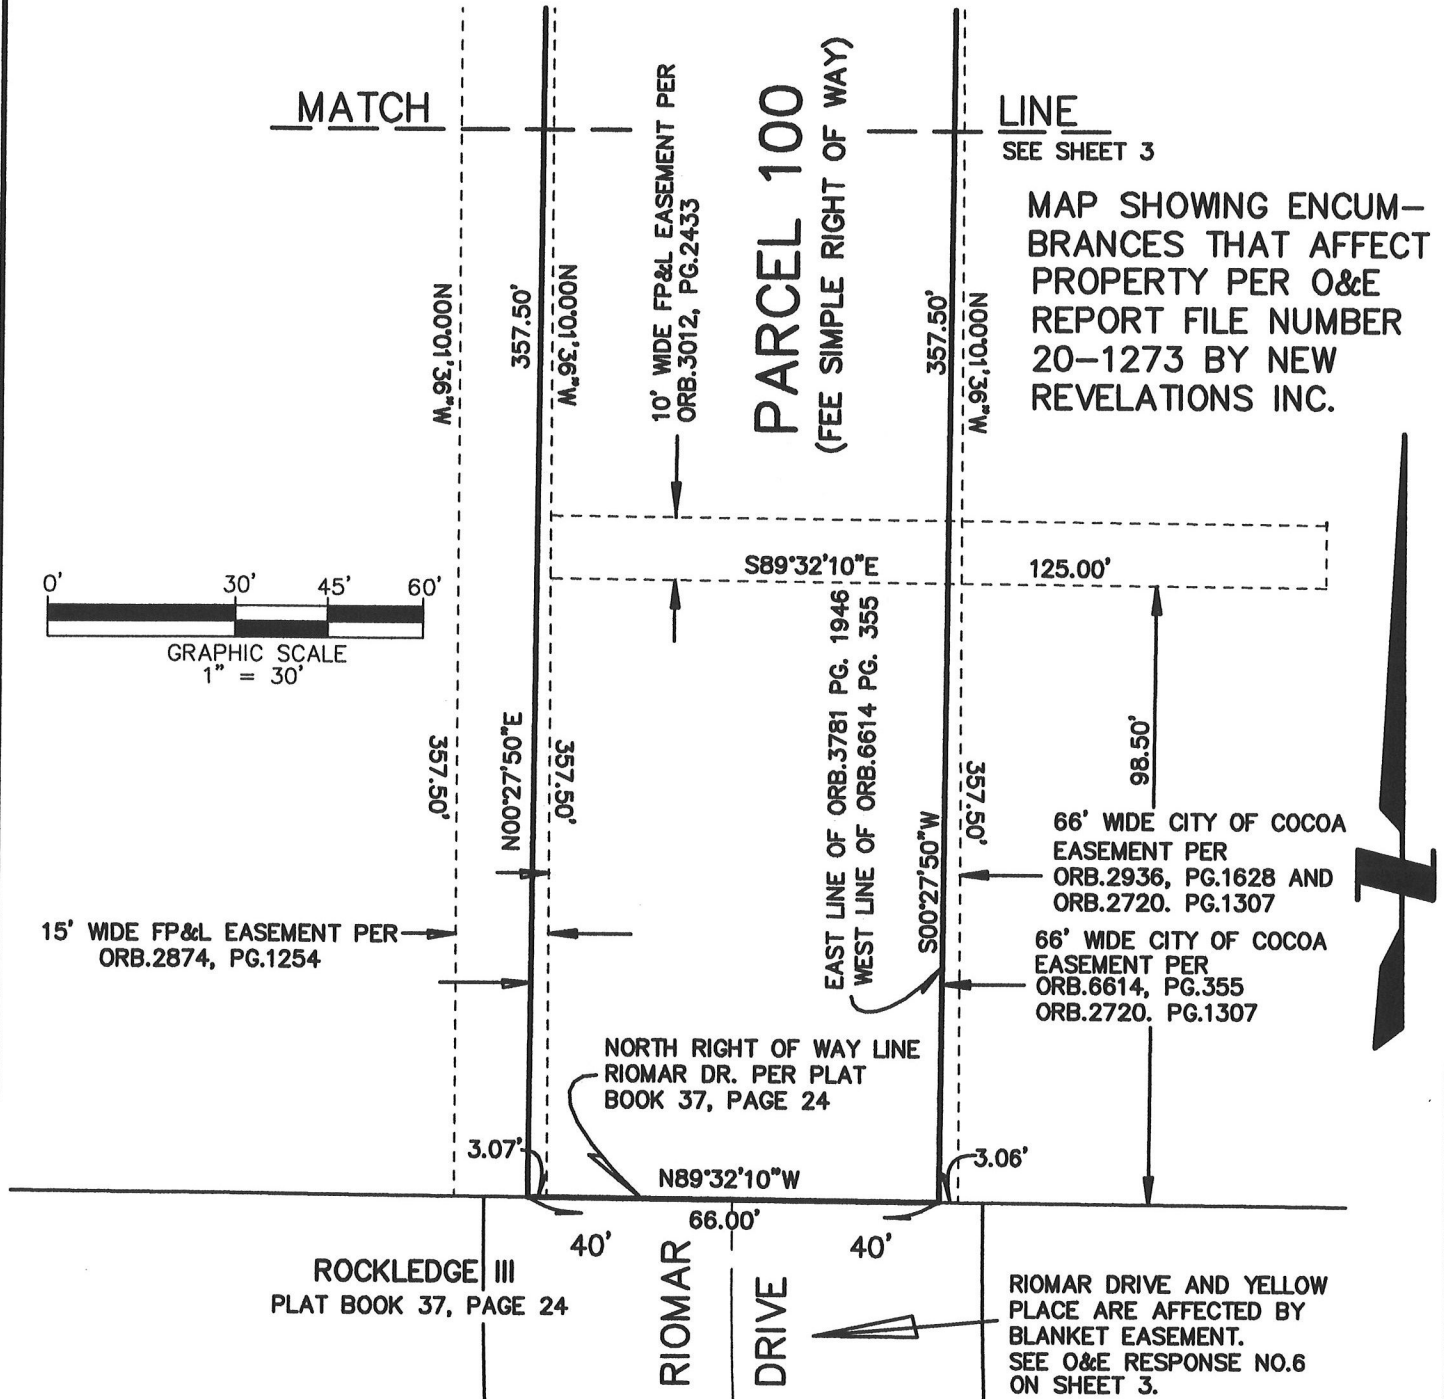 MATCH
LINE
SEE SHEET 3
10' WIDE FP&L EASEMENT PER
ORB.3012, PG.2433
PARCEL 100
(FEE SIMPLE RIGHT OF WAY)
MAP SHOWING ENCUM-
BRANCES THAT AFFECT
PROPERTY PER O&E
REPORT FILE NUMBER
20-1273 BY NEW
REVELATIONS INC.
N00°01'36"W
357.50'
N00°01'36"W
357.50'
N00°01'36"W
S89°32'10"E
125.00'
0' 30' 45' 60'
GRAPHIC SCALE
1" = 30'
357.50'
N00°27'50"E
357.50'
EAST LINE OF ORB.3781 PG. 1946
WEST LINE OF ORB.6614 PG. 355
S00°27'50"W
357.50'
98.50'
66' WIDE CITY OF COCOA
EASEMENT PER
ORB.2936, PG.1628 AND
ORB.2720. PG.1307
15' WIDE FP&L EASEMENT PER
ORB.2874, PG.1254
66' WIDE CITY OF COCOA
EASEMENT PER
ORB.6614, PG.355
ORB.2720. PG.1307
NORTH RIGHT OF WAY LINE
RIOMAR DR. PER PLAT
BOOK 37, PAGE 24
3.07'
N89°32'10"W
3.06'
66.00'
40'
40'
ROCKLEDGE III
PLAT BOOK 37, PAGE 24
RIOMAR
DRIVE
RIOMAR DRIVE AND YELLOW
PLACE ARE AFFECTED BY
BLANKET EASEMENT.
SEE O&E RESPONSE NO.6
ON SHEET 3.
N